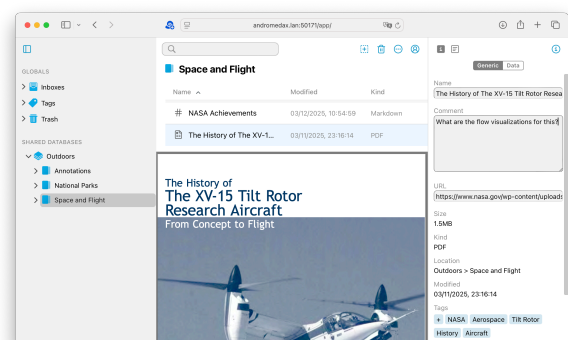 andromedax.lan:50171/app/
GLOBALS
Inboxes
Tags
Trash
SHARED DATABASES
Outdoors
Annotations
National Parks
Space and Flight
Space and Flight
Name Modified Kind
NASA Achievements 03/12/2025, 10:54:59 Markdown
The History of The XV-1... 03/11/2025, 23:16:14 PDF
The History of
The XV-15 Tilt Rotor
Research Aircraft
From Concept to Flight
Generic Data
Name
The History of The XV-15 Tilt Rotor Resea
Comment
What are the flow visualizations for this?
URL
https://www.nasa.gov/wp-content/uploads
Size
1.5MB
Kind
PDF
Location
Outdoors > Space and Flight
Modified
03/11/2025, 23:16:14
Tags
+ NASA Aerospace Tilt Rotor
History Aircraft